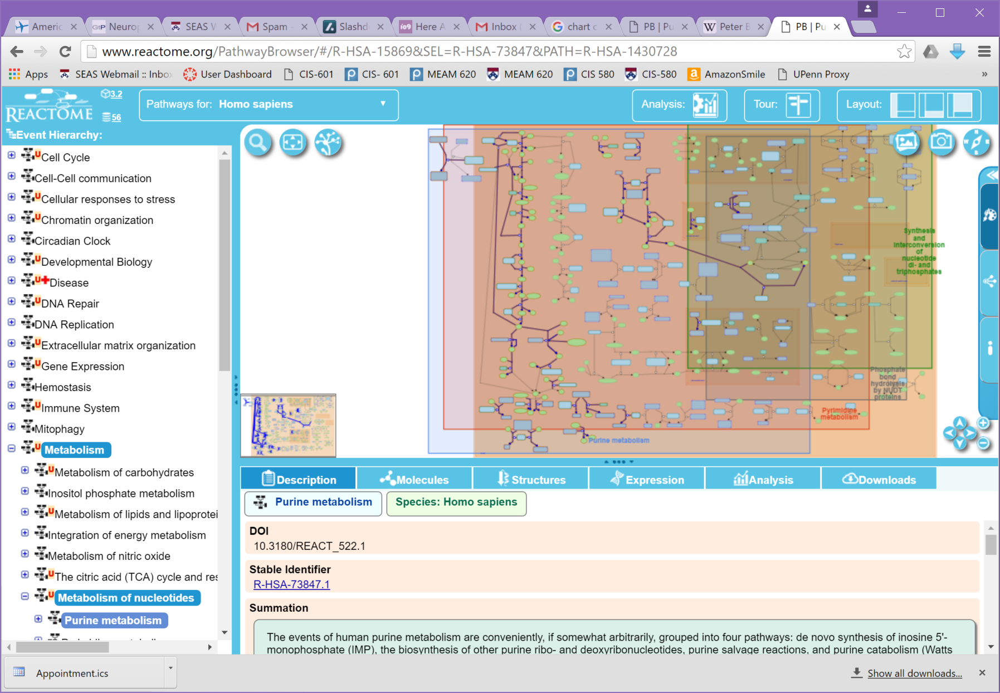 Americ
GtP Neurop
SEAS W
Spam -
Slashd
io9 Here A
Inbox (
chart o
PB | Pu
W Peter B
PB | Pu
www.reactome.org/PathwayBrowser/#/R-HSA-15869&SEL=R-HSA-73847&PATH=R-HSA-1430728
Apps
SEAS Webmail :: Inbo
User Dashboard
CIS-601
CIS- 601
MEAM 620
MEAM 620
CIS 580
CIS-580
AmazonSmile
UPenn Proxy
»
REACTOME
3.2
56
Pathways for: Homo sapiens
Analysis:
Tour:
Layout:
Event Hierarchy:
Cell Cycle
Cell-Cell communication
Cellular responses to stress
Chromatin organization
Circadian Clock
Developmental Biology
Disease
DNA Repair
DNA Replication
Extracellular matrix organization
Gene Expression
Hemostasis
Immune System
Mitophagy
Metabolism
Metabolism of carbohydrates
Inositol phosphate metabolism
Metabolism of lipids and lipoprotei
Integration of energy metabolism
Metabolism of nitric oxide
The citric acid (TCA) cycle and res
Metabolism of nucleotides
Purine metabolism
Synthesis
and
interconversion
of
nucleotide
di- and
triphosphates
Phosphate
bond
hydrolysis
by NUDT
proteins
Pyrimidine
metabolism
Purine metabolism
Description
Molecules
Structures
Expression
Analysis
Downloads
Purine metabolism
Species: Homo sapiens
DOI
10.3180/REACT_522.1
Stable Identifier
R-HSA-73847.1
Summation
The events of human purine metabolism are conveniently, if somewhat arbitrarily, grouped into four pathways: de novo synthesis of inosine 5'-
monophosphate (IMP), the biosynthesis of other purine ribo- and deoxyribonucleotides, purine salvage reactions, and purine catabolism (Watts
Appointment.ics
Show all downloads...